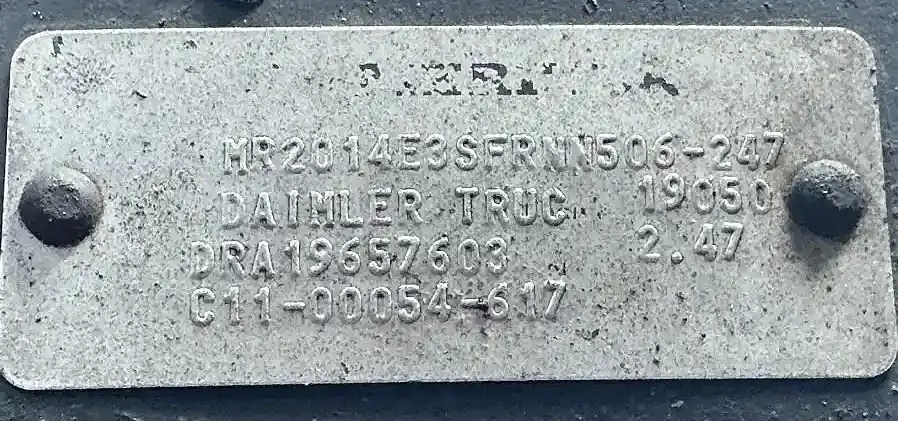 MR2014E3SFRNN506-247
DAIMLER TRUC 19050
DRA19657603 2.47
C11-00054-617